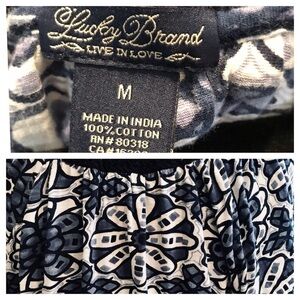 Lucky Brand
LIVE IN LOVE
M
MADE IN INDIA
100% COTTON
RN# 80318